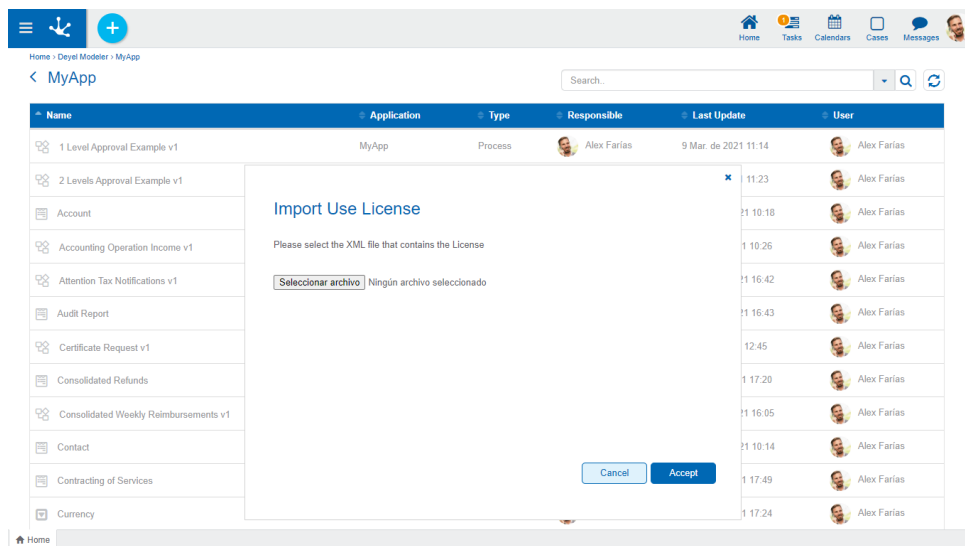 1
Home
Tasks
Calendars
Cases
Messages
Home › Deyel Modeler › MyApp
MyApp
Search..
Name Application Type Responsible Last Update User
1 Level Approval Example v1 MyApp Process Alex Farías 9 Mar. de 2021 11:14 Alex Farías
2 Levels Approval Example v1 11:23 Alex Farías
Account 21 10:18 Alex Farías
Accounting Operation Income v1 1 10:26 Alex Farías
Attention Tax Notifications v1 21 16:42 Alex Farías
Audit Report 21 16:43 Alex Farías
Certificate Request v1 12:45 Alex Farías
Consolidated Refunds 1 17:20 Alex Farías
Consolidated Weekly Reimbursements v1 21 16:05 Alex Farías
Contact 21 10:14 Alex Farías
Contracting of Services 1 17:49 Alex Farías
Currency 1 17:24 Alex Farías
Import Use License
Please select the XML file that contains the License
Seleccionar archivo Ningún archivo seleccionado
Cancel Accept
Home